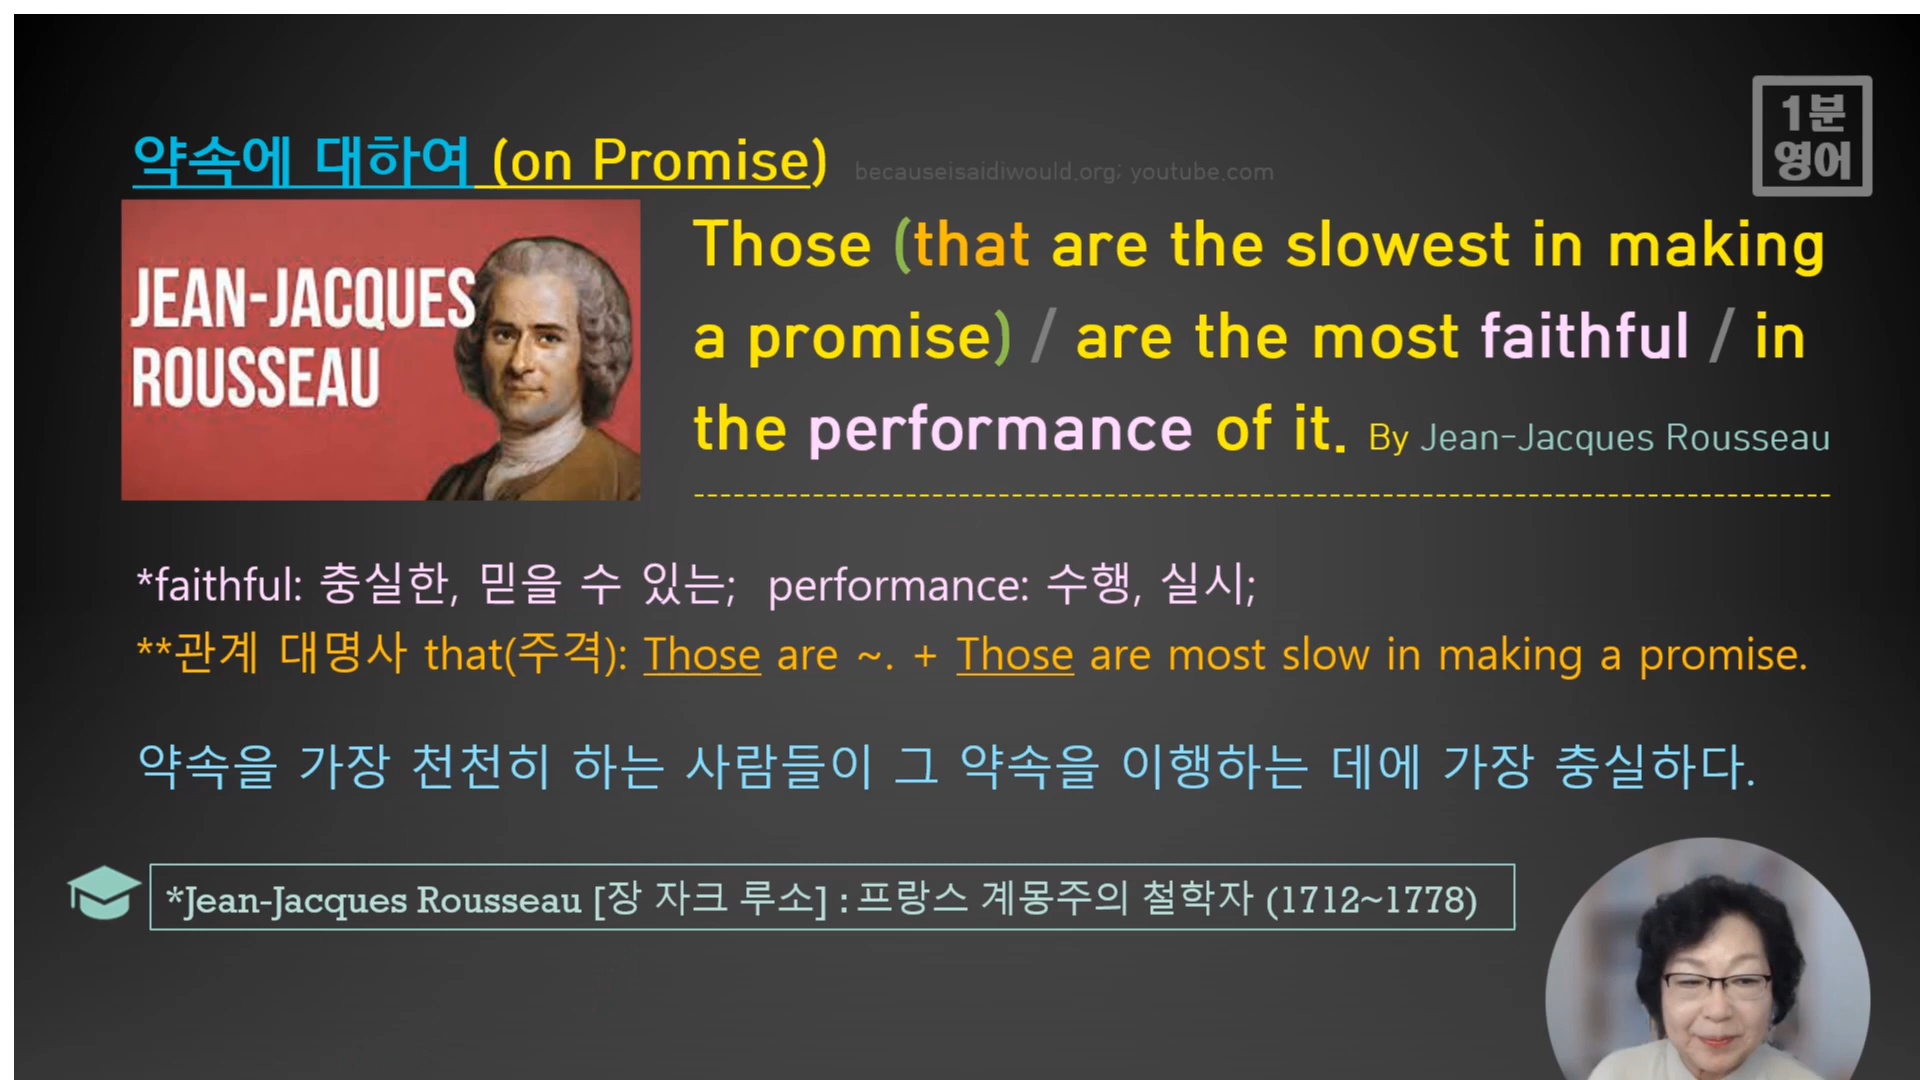 1분
영어
약속에 대하여 (on Promise) becauseisaidiwould.org; youtube.com
JEAN-JACQUES
ROUSSEAU
Those (that are the slowest in making
a promise) / are the most faithful / in
the performance of it. By Jean-Jacques Rousseau
*faithful: 충실한, 믿을 수 있는; performance: 수행, 실시;
**관계 대명사 that(주격): Those are ~. + Those are most slow in making a promise.
약속을 가장 천천히 하는 사람들이 그 약속을 이행하는 데에 가장 충실하다.
*Jean-Jacques Rousseau [장 자크 루소] : 프랑스 계몽주의 철학자 (1712~1778)